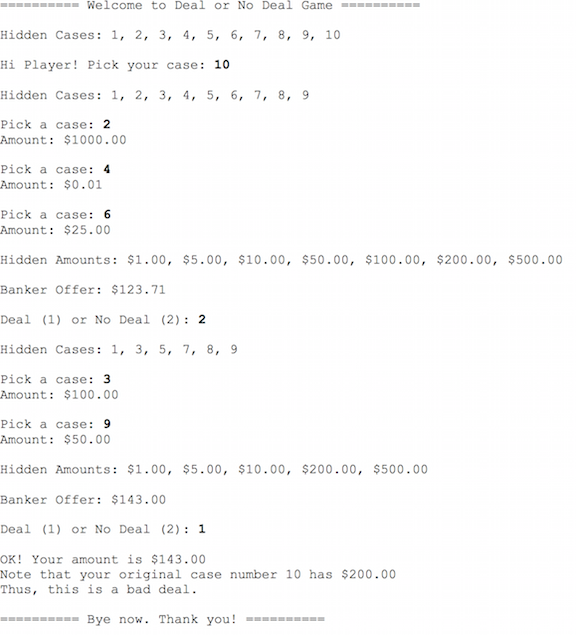 ========== Welcome to Deal or No Deal Game ==========
Hidden Cases: 1, 2, 3, 4, 5, 6, 7, 8, 9, 10
Hi Player! Pick your case: 10
Hidden Cases: 1, 2, 3, 4, 5, 6, 7, 8, 9
Pick a case: 2
Amount: $1000.00
Pick a case: 4
Amount: $0.01
Pick a case: 6
Amount: $25.00
Hidden Amounts: $1.00, $5.00, $10.00, $50.00, $100.00, $200.00, $500.00
Banker Offer: $123.71
Deal (1) or No Deal (2): 2
Hidden Cases: 1, 3, 5, 7, 8, 9
Pick a case: 3
Amount: $100.00
Pick a case: 9
Amount: $50.00
Hidden Amounts: $1.00, $5.00, $10.00, $200.00, $500.00
Banker Offer: $143.00
Deal (1) or No Deal (2): 1
OK! Your amount is $143.00
Note that your original case number 10 has $200.00
Thus, this is a bad deal.
========== Bye now. Thank you! ==========